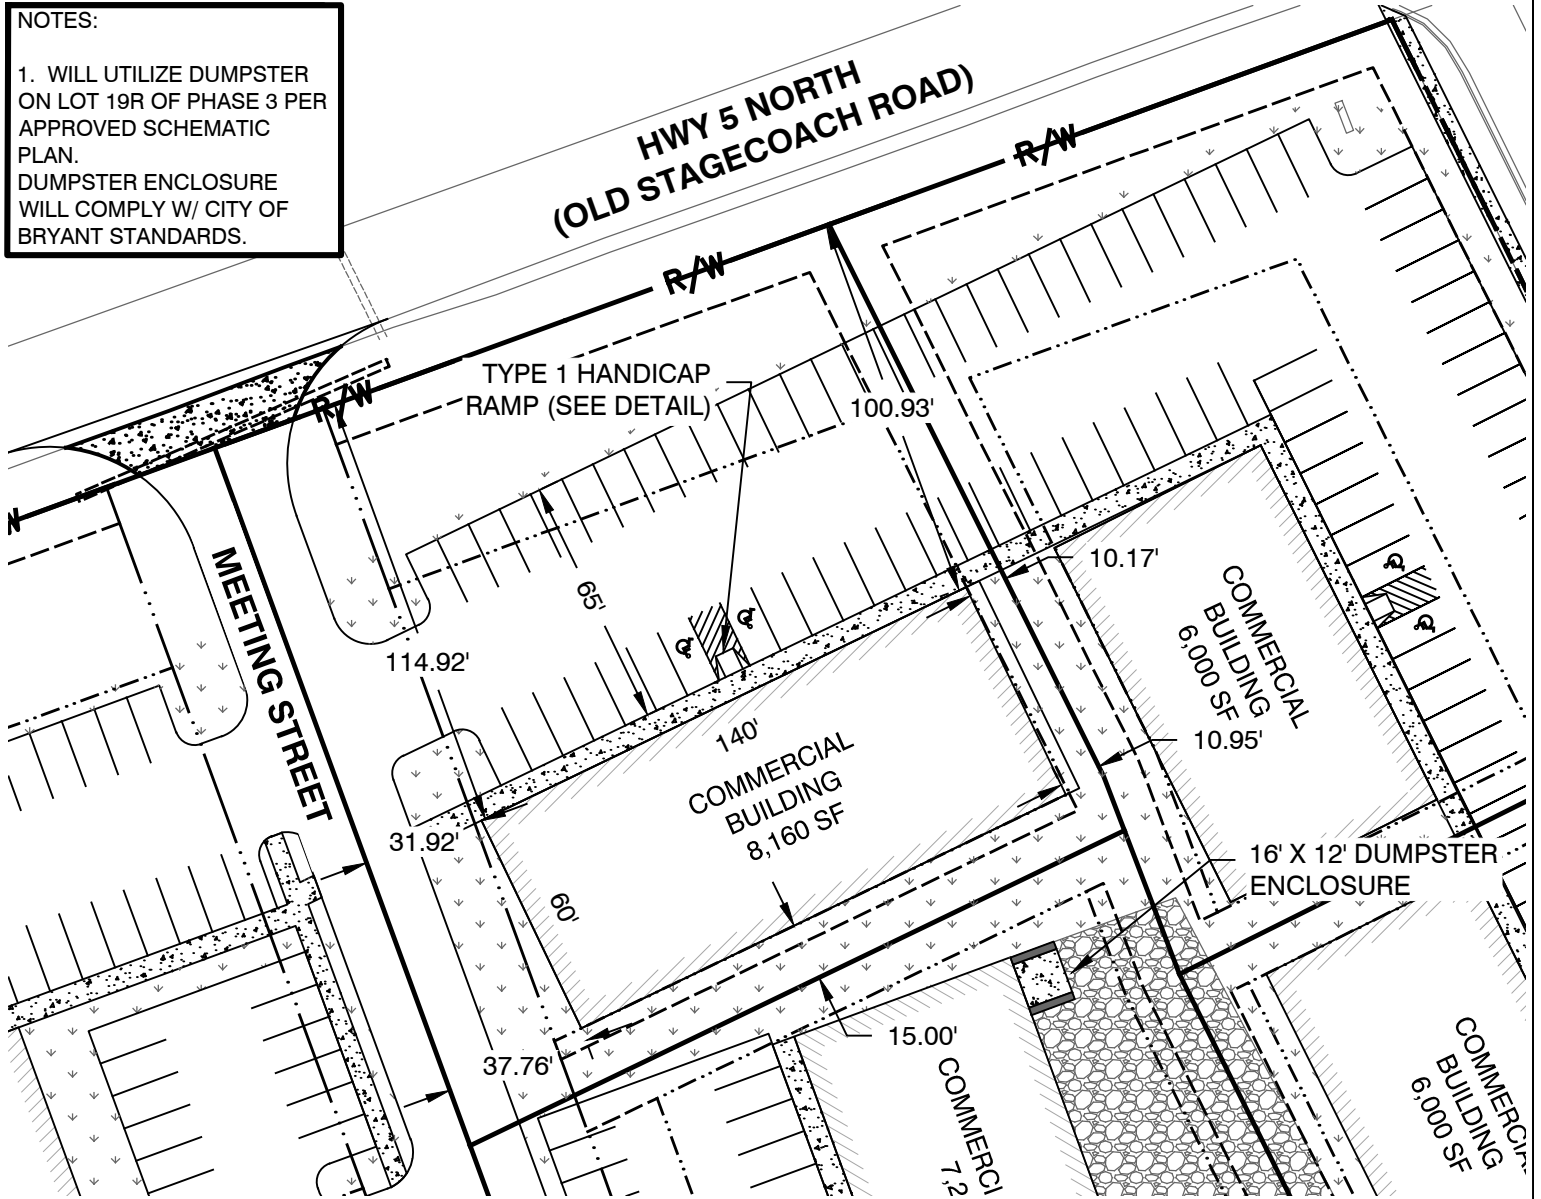 NOTES:
1. WILL UTILIZE DUMPSTER
ON LOT 19R OF PHASE 3 PER
APPROVED SCHEMATIC
PLAN.
DUMPSTER ENCLOSURE
WILL COMPLY W/ CITY OF
BRYANT STANDARDS.
HWY 5 NORTH
(OLD STAGECOACH ROAD)
R/W
R/W
R/W
W
TYPE 1 HANDICAP
RAMP (SEE DETAIL)
100.93'
10.17'
65'
114.92'
MEETING STREET
COMMERCIAL
BUILDING
6,000 SF
140'
COMMERCIAL
BUILDING
8,160 SF
10.95'
31.92'
60'
16' X 12' DUMPSTER
ENCLOSURE
37.76'
15.00'
COMMERCI
7,2
COMMERCIA
BUILDING
6,000 SF